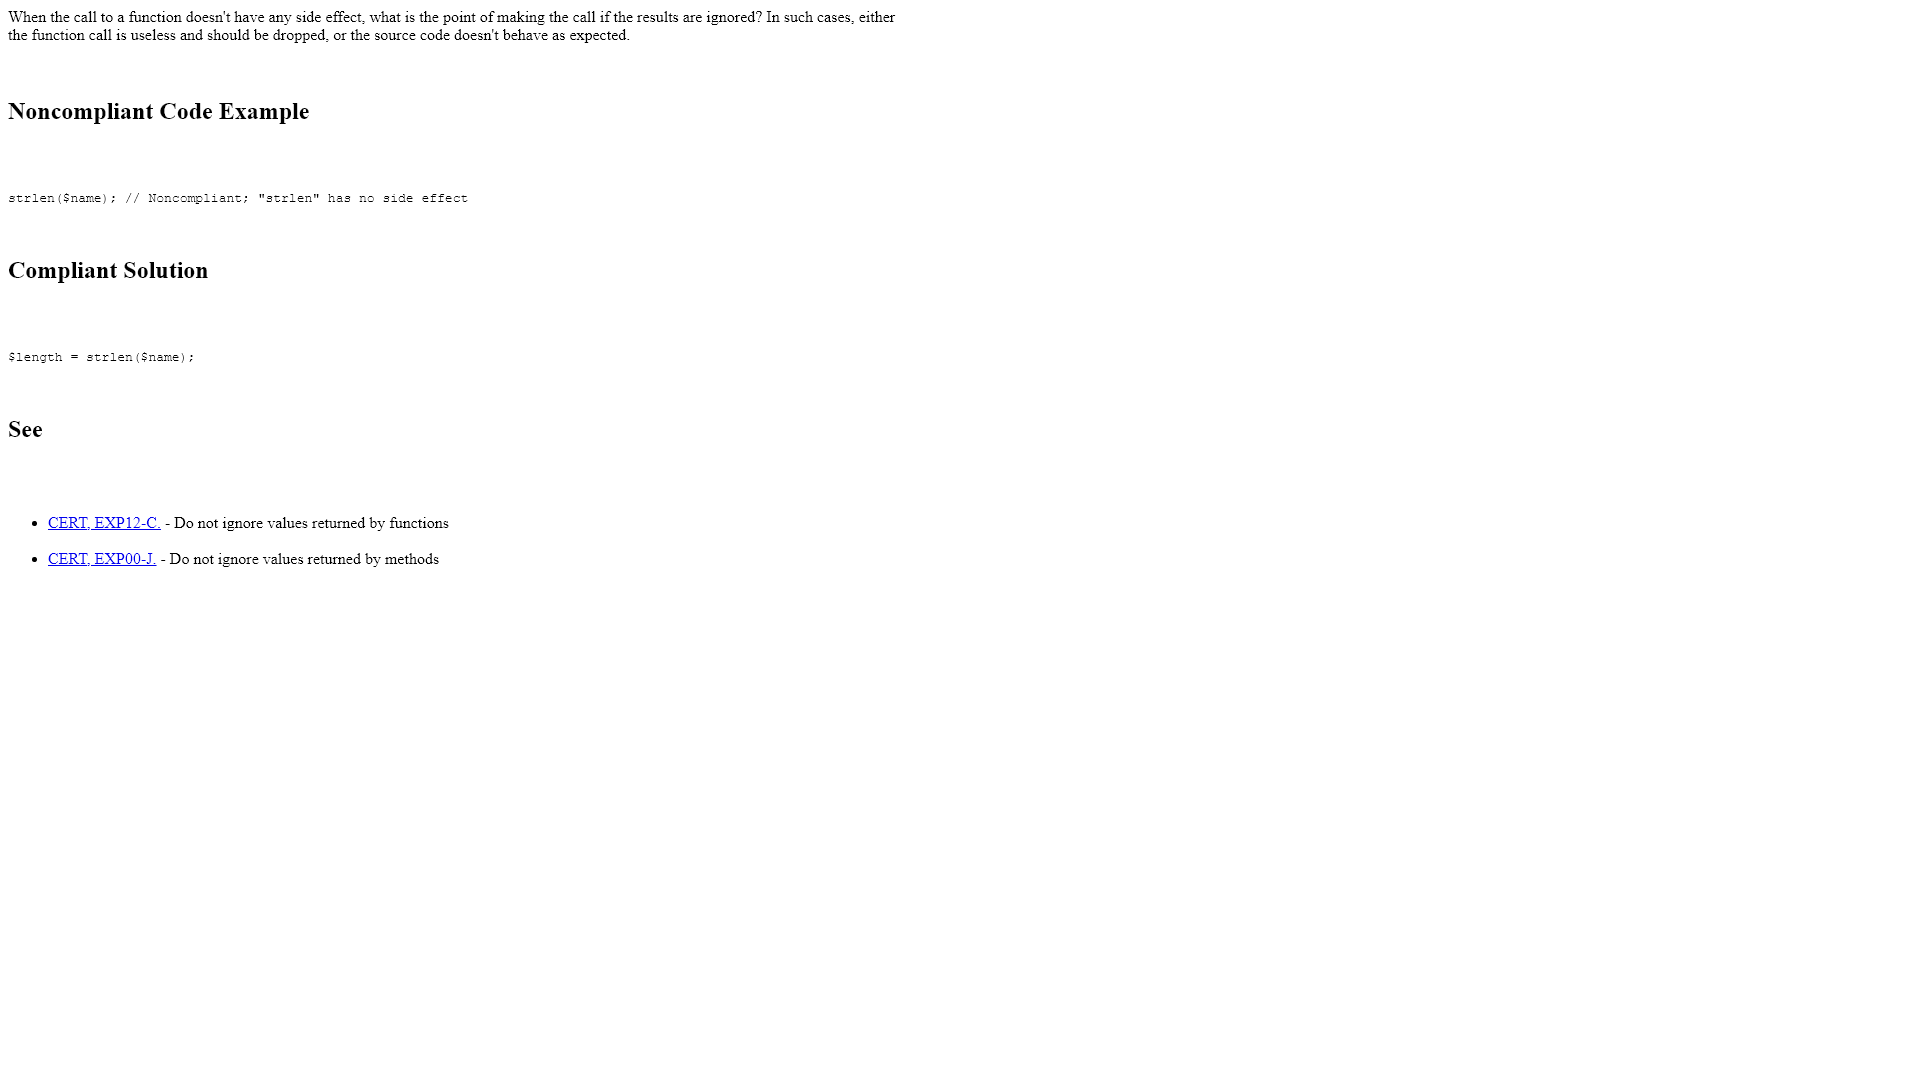 When the call to a function doesn't have any side effect, what is the point of making the call if the results are ignored? In such cases, either
the function call is useless and should be dropped, or the source code doesn't behave as expected.
Noncompliant Code Example
strlen($name); // Noncompliant; "strlen" has no side effect
Compliant Solution
$length = strlen($name);
See
• CERT, EXP12-C. - Do not ignore values returned by functions
• CERT, EXP00-J. - Do not ignore values returned by methods